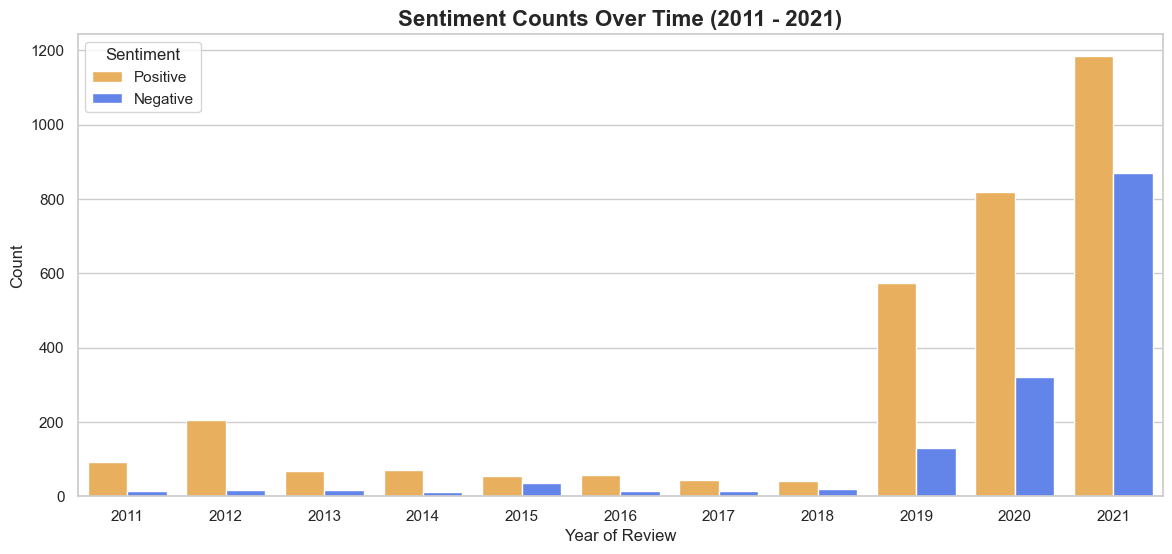 Sentiment Counts Over Time (2011 - 2021)
Sentiment
Positive
Negative
1200
1000
800
600
400
200
0
Count
2011 2012 2013 2014 2015 2016 2017 2018 2019 2020 2021
Year of Review